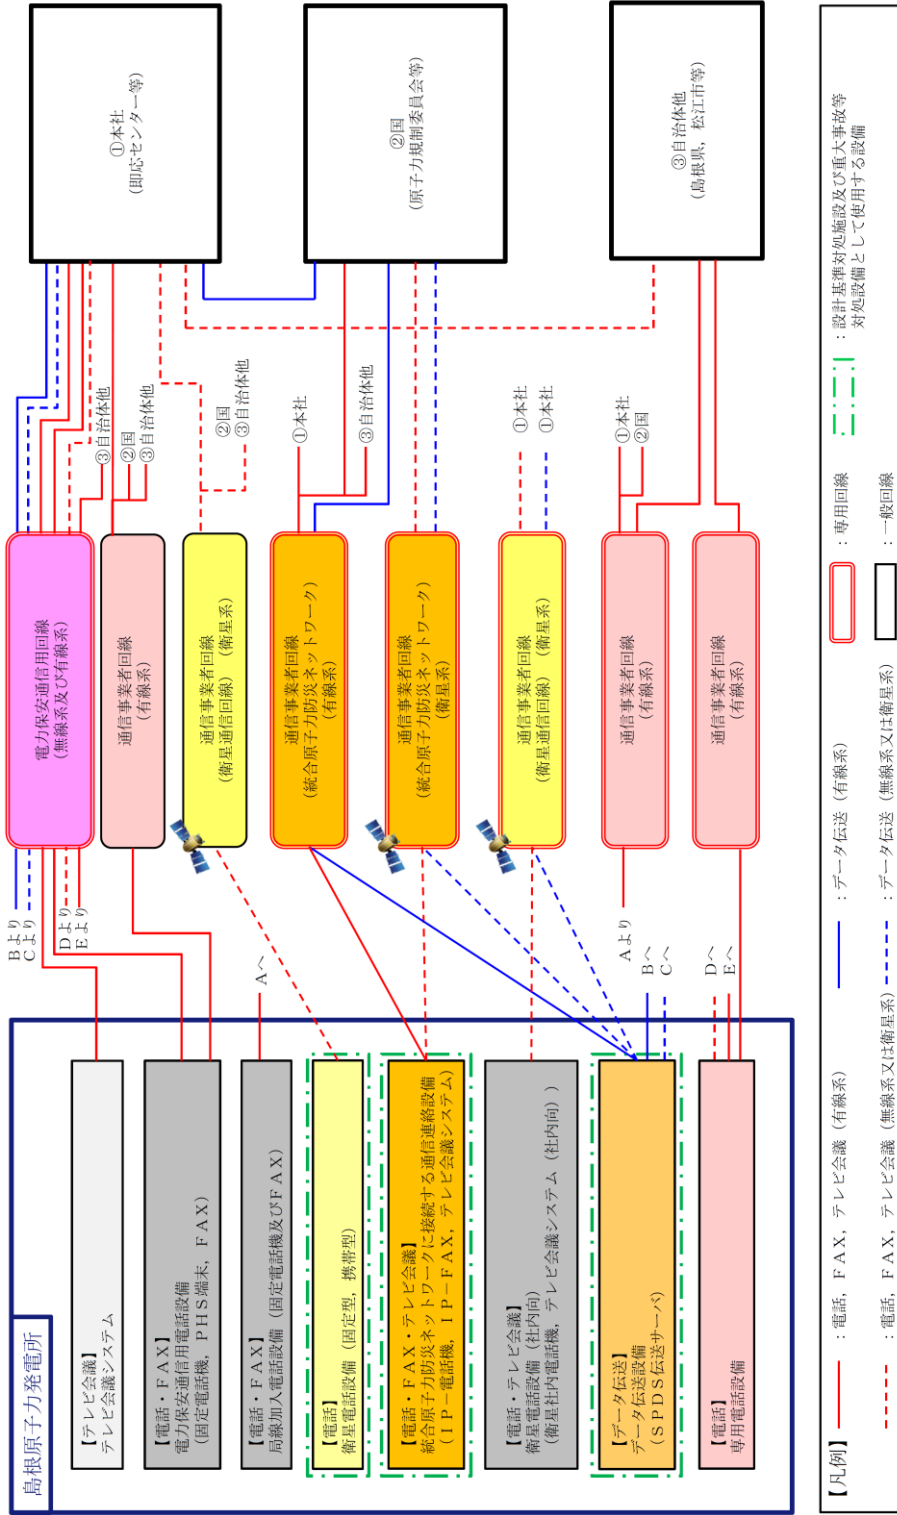 島根原子力発電所
【テレビ会議】
テレビ会議システム
【電話・ＦＡＸ】
電力保安通信用電話設備
(固定電話機，ＰＨＳ端末，ＦＡＸ)
【電話・ＦＡＸ】
局線加入電話設備 (固定電話機及びＦＡＸ)
【電話】
衛星電話設備 (固定型，携帯型)
【電話・ＦＡＸ・テレビ会議】
統合原子力防災ネットワークに接続する通信連絡設備
(ＩＰ－電話機，ＩＰ－ＦＡＸ，テレビ会議システム)
【電話・テレビ会議】
衛星電話設備 (社内向)
(衛星社内電話機，テレビ会議システム (社内向) )
【データ伝送】
データ伝送設備
(ＳＰＤＳ伝送サーバ)
【電話】
専用電話設備
Ａへ
Ｂへ
Ｃへ
Ｄへ
Ｅへ
Ｂより
Ｃより
Ｄより
Ｅより
Ａより
電力保安通信用回線
(無線系及び有線系)
通信事業者回線
(有線系)
通信事業者回線
(衛星通信回線) (衛星系)
通信事業者回線
(統合原子力防災ネットワーク)
(有線系)
通信事業者回線
(統合原子力防災ネットワーク)
(衛星系)
通信事業者回線
(衛星通信回線) (衛星系)
通信事業者回線
(有線系)
通信事業者回線
(有線系)
③自治体他
②国
③自治体他
②国
③自治体他
①本社
③自治体他
①本社
①本社
①本社
②国
①本社
(即応センター等)
②国
(原子力規制委員会等)
③自治体他
(島根県，松江市等)
【凡例】
：電話，ＦＡＸ，テレビ会議 (有線系)
：電話，ＦＡＸ，テレビ会議 (無線系又は衛星系)
：データ伝送 (有線系)
：データ伝送 (無線系又は衛星系)
：専用回線
：一般回線
：設計基準対処施設及び重大事故等
対処設備として使用する設備